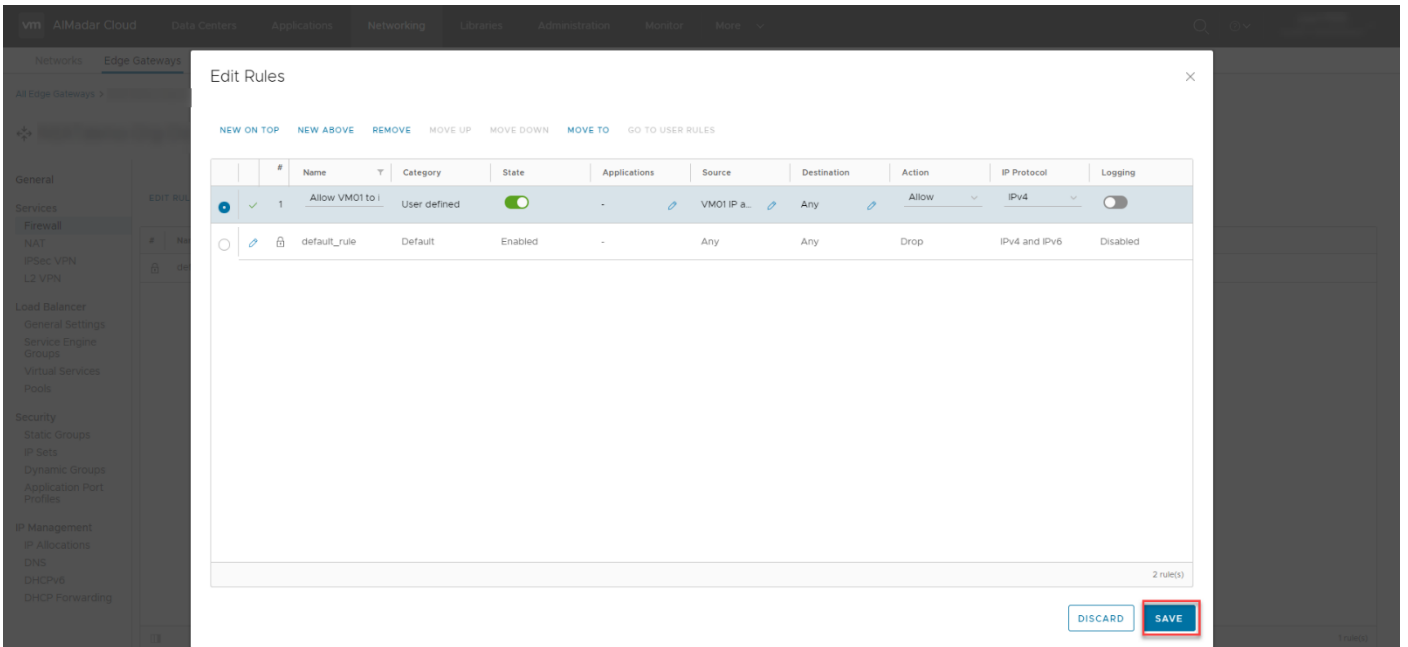 vm AlMadar Cloud Data Centers Applications Networking Libraries Administration Monitor More
Networks Edge Gateways
All Edge Gateways >
Edit Rules
NEW ON TOP NEW ABOVE REMOVE MOVE UP MOVE DOWN MOVE TO GO TO USER RULES
# Name Category State Applications Source Destination Action IP Protocol Logging
1 Allow VM01 to User defined - VM01 IP a... Any Allow IPv4
default_rule Default Enabled - Any Any Drop IPv4 and IPv6 Disabled
2 rule(s)
DISCARD SAVE
General
EDIT RUL
Services
Firewall
NAT
IPSec VPN
L2 VPN
#
Load Balancer
General Settings
Service Engine
Groups
Virtual Services
Pools
Security
Static Groups
IP Sets
Dynamic Groups
Application Port
Profiles
IP Management
IP Allocations
DNS
DHCPv6
DHCP Forwarding
1 rule(s)